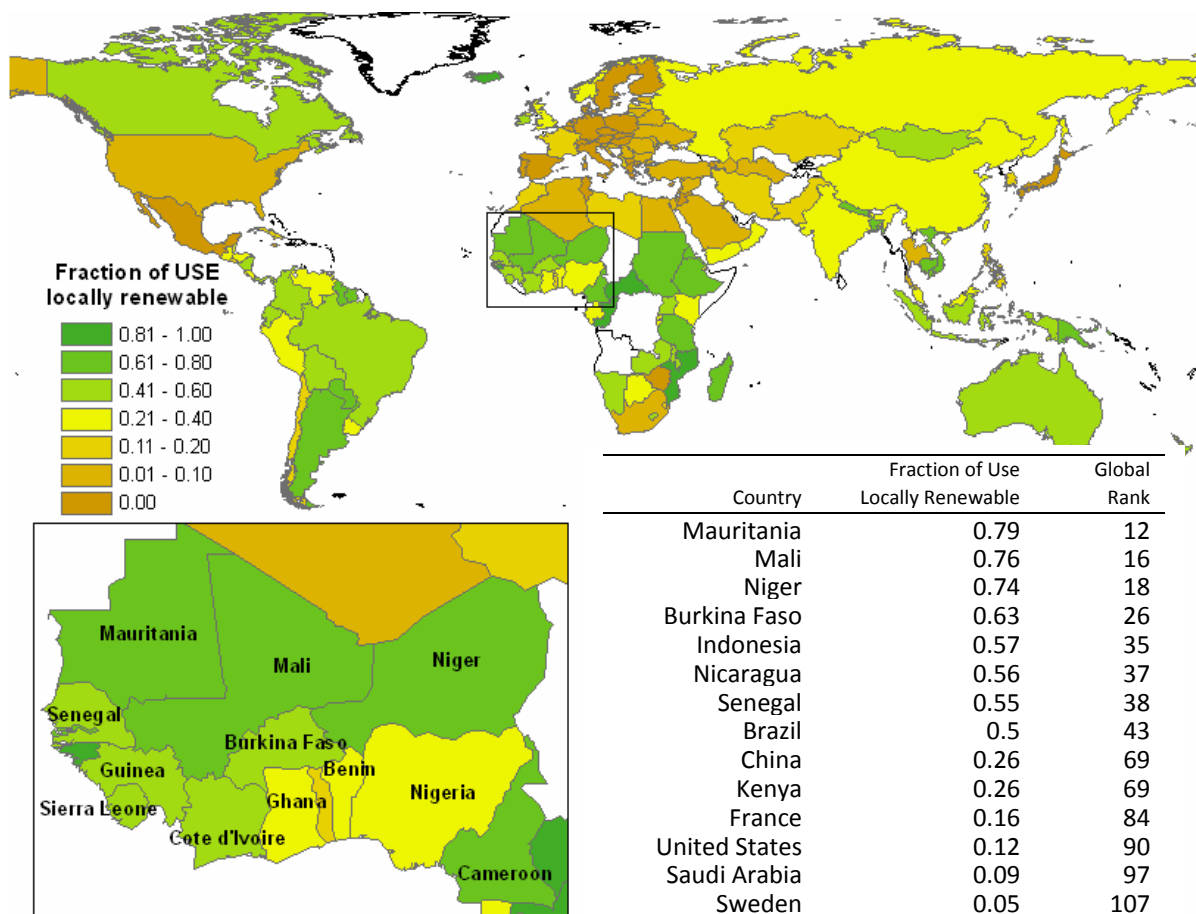 Fraction of USE
locally renewable
0.81 - 1.00
0.61 - 0.80
0.41 - 0.60
0.21 - 0.40
0.11 - 0.20
0.01 - 0.10
0.00
Mauritania
Mali
Niger
Senegal
Burkina Faso
Benin
Guinea
Ghana
Nigeria
Sierra Leone
Cote d'Ivoire
Cameroon
Fraction of Use Global
Country Locally Renewable Rank
Mauritania 0.79 12
Mali 0.76 16
Niger 0.74 18
Burkina Faso 0.63 26
Indonesia 0.57 35
Nicaragua 0.56 37
Senegal 0.55 38
Brazil 0.5 43
China 0.26 69
Kenya 0.26 69
France 0.16 84
United States 0.12 90
Saudi Arabia 0.09 97
Sweden 0.05 107